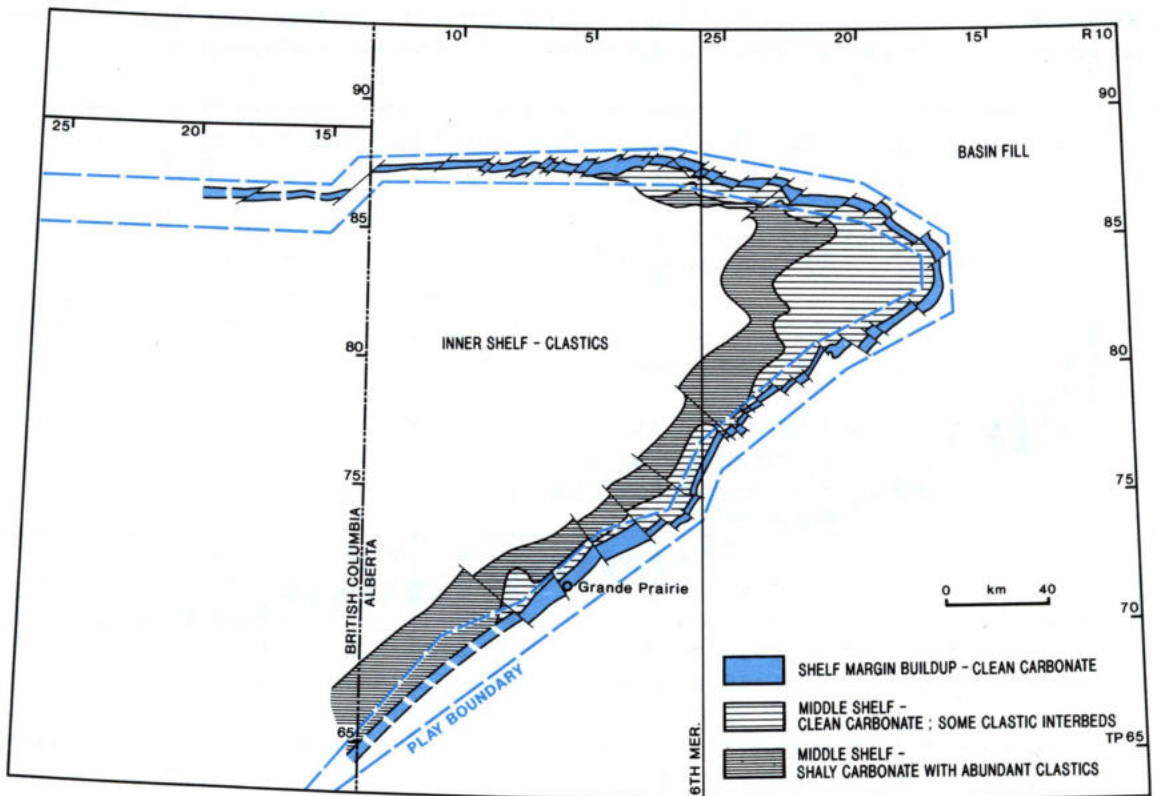 10 5 25 20 15 R 10
90 90
25 20 15
BASIN FILL
85 85
INNER SHELF - CLASTICS
80 80
75 75
BRITISH COLUMBIA
ALBERTA
Grande Prairie
0 km 40
70
SHELF MARGIN BUILDUP - CLEAN CARBONATE
PLAY BOUNDARY
MIDDLE SHELF -
CLEAN CARBONATE ; SOME CLASTIC INTERBEDS
65
6TH MER.
TP 65
MIDDLE SHELF -
SHALY CARBONATE WITH ABUNDANT CLASTICS